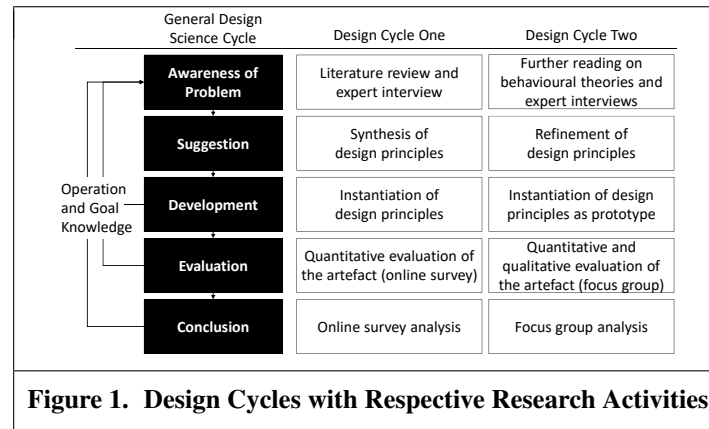 General Design
Science Cycle
Design Cycle One
Design Cycle Two
Awareness of
Problem
Literature review and
expert interview
Further reading on
behavioural theories and
expert interviews
Suggestion
Synthesis of
design principles
Refinement of
design principles
Operation
and Goal
Knowledge
Development
Instantiation of
design principles
Instantiation of design
principles as prototype
Evaluation
Quantitative evaluation of
the artefact (online survey)
Quantitative and
qualitative evaluation of
the artefact (focus group)
Conclusion
Online survey analysis
Focus group analysis
Figure 1. Design Cycles with Respective Research Activities